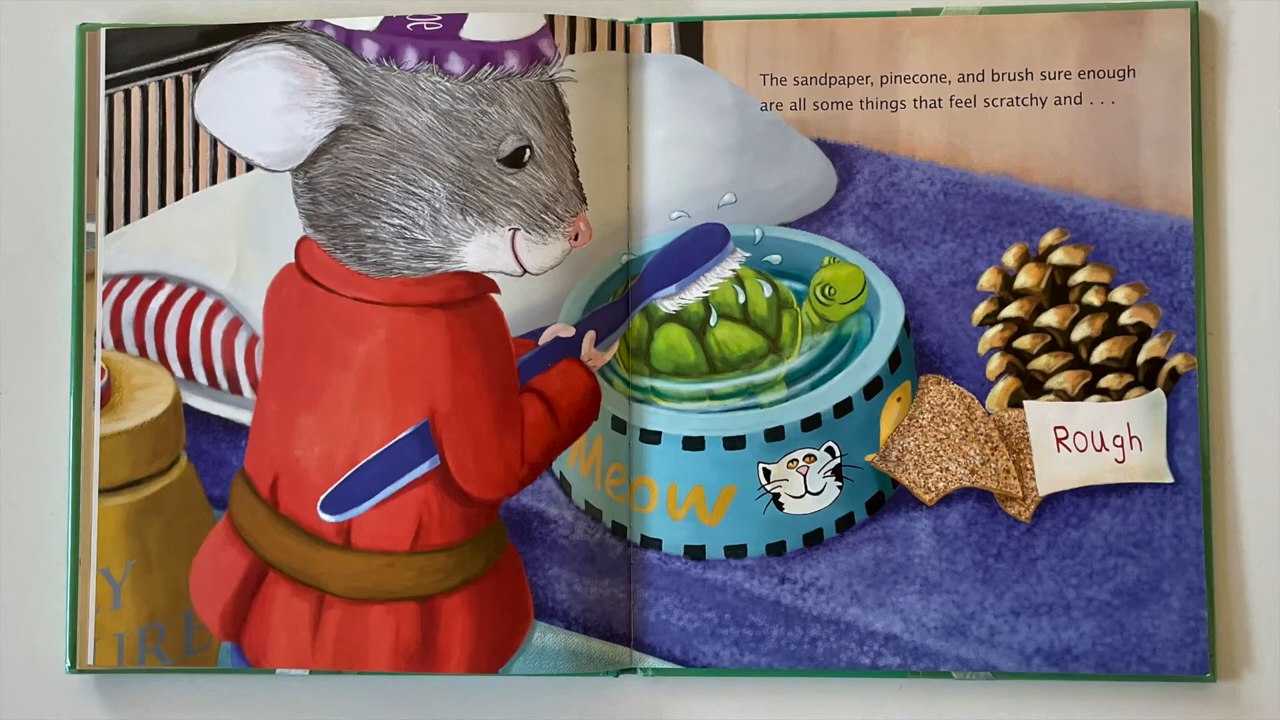 The sandpaper, pinecone, and brush sure enough
are all some things that feel scratchy and . . .
Rough
Meow